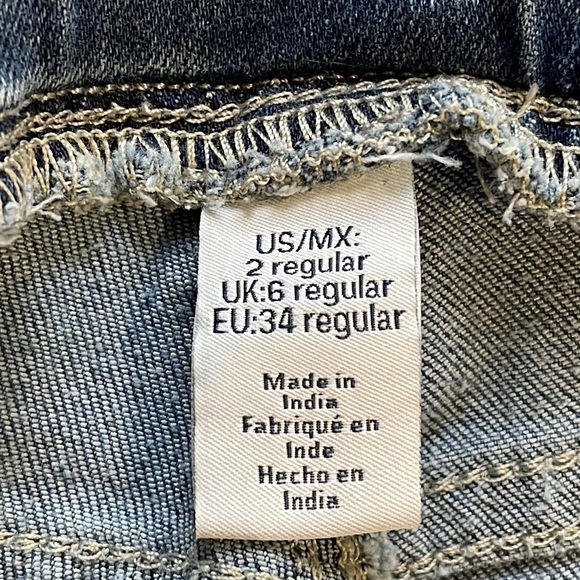 US/MX:
2 regular
UK:6 regular
EU:34 regular
Made in
India
Fabriqué en
Inde
Hecho en
India